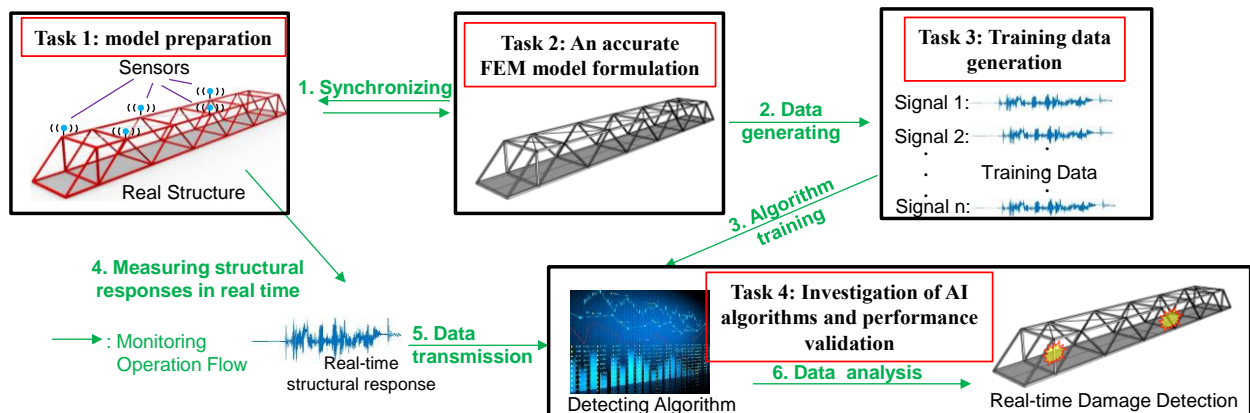 Task 1: model preparation
Sensors
((•))
((•))
((•))
((•))
((•))
Real Structure
1. Synchronizing
Task 2: An accurate
FEM model formulation
2. Data
generating
Task 3: Training data
generation
Signal 1:
Signal 2:
Training Data
Signal n:
3. Algorithm
training
4. Measuring structural
responses in real time
: Monitoring
Operation Flow
Real-time
structural response
5. Data
transmission
Task 4: Investigation of AI
algorithms and performance
validation
Detecting Algorithm
6. Data analysis
Real-time Damage Detection